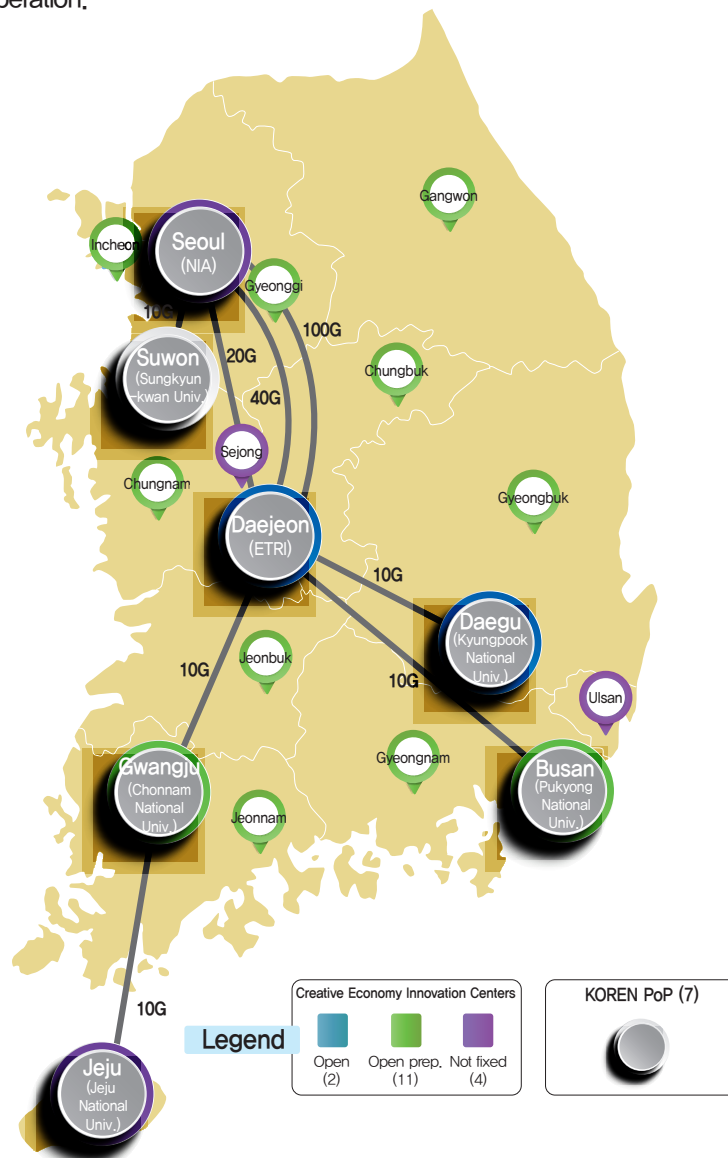 peration.
Gangwon
Incheon
Seoul
(NIA)
Gyeonggi
10G
100G
20G
Suwon
(Sungkyun
-kwan Univ.)
Chungbuk
40G
Sejong
Chungnam
Gyeongbuk
Daejeon
(ETRI)
10G
Daegu
(Kyungpook
National
Univ.)
Jeonbuk
10G
10G
Ulsan
Gyeongnam
Gwangju
(Chonnam
National
Univ.)
Busan
(Pukyong
National
Univ.)
Jeonnam
10G
Jeju
(Jeju
National
Univ.)
Legend
Creative Economy Innovation Centers
Open
(2)
Open prep.
(11)
Not fixed
(4)
KOREN PoP (7)